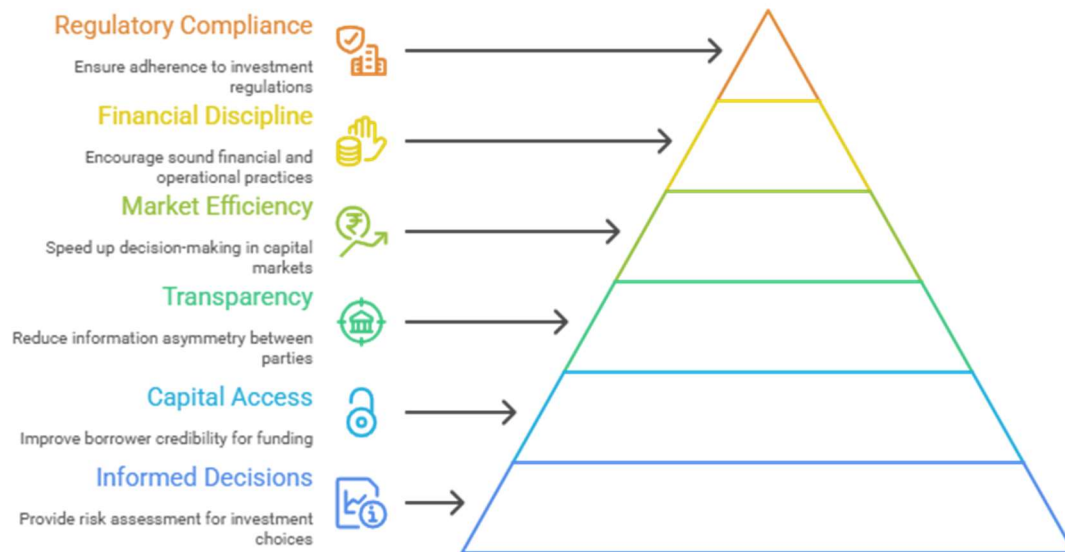 Regulatory Compliance
Ensure adherence to investment
regulations
Financial Discipline
Encourage sound financial and
operational practices
Market Efficiency
Speed up decision-making in capital
markets
Transparency
Reduce information asymmetry between
parties
Capital Access
Improve borrower credibility for funding
Informed Decisions
Provide risk assessment for investment
choices